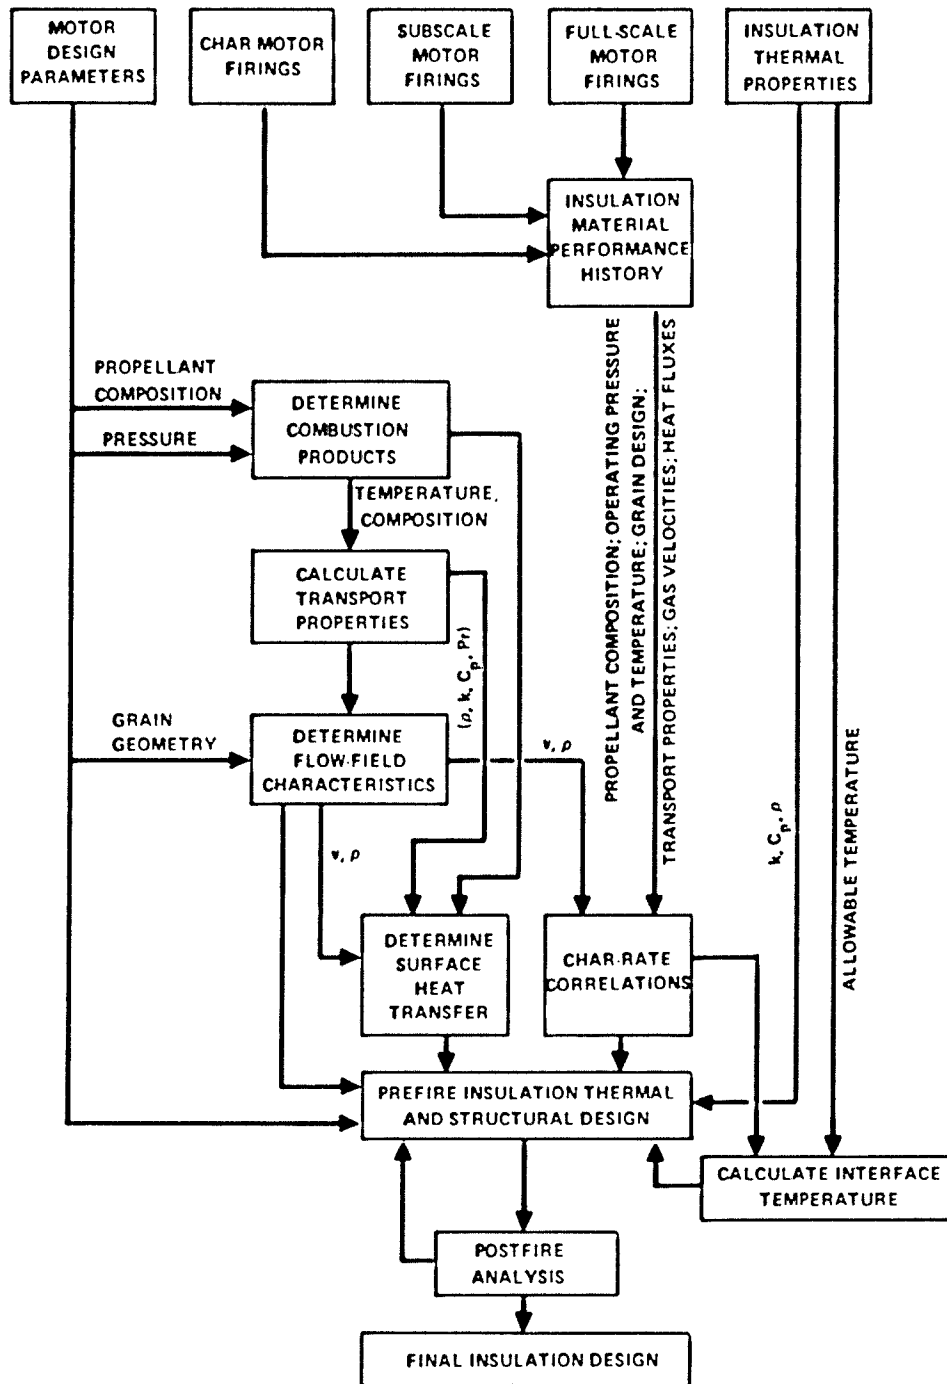 MOTOR
DESIGN
PARAMETERS
CHAR MOTOR
FIRINGS
SUBSCALE
MOTOR
FIRINGS
FULL-SCALE
MOTOR
FIRINGS
INSULATION
THERMAL
PROPERTIES
INSULATION
MATERIAL
PERFORMANCE
HISTORY
PROPELLANT
COMPOSITION
PRESSURE
DETERMINE
COMBUSTION
PRODUCTS
TEMPERATURE,
COMPOSITION
CALCULATE
TRANSPORT
PROPERTIES
(ρ, k, Cp, Pr)
PROPELLANT COMPOSITION; OPERATING PRESSURE
AND TEMPERATURE; GRAIN DESIGN;
TRANSPORT PROPERTIES; GAS VELOCITIES; HEAT FLUXES
k, Cp, ρ
ALLOWABLE TEMPERATURE
GRAIN
GEOMETRY
DETERMINE
FLOW-FIELD
CHARACTERISTICS
v, ρ
v, ρ
DETERMINE
SURFACE
HEAT
TRANSFER
CHAR-RATE
CORRELATIONS
PREFIRE INSULATION THERMAL
AND STRUCTURAL DESIGN
CALCULATE INTERFACE
TEMPERATURE
POSTFIRE
ANALYSIS
FINAL INSULATION DESIGN